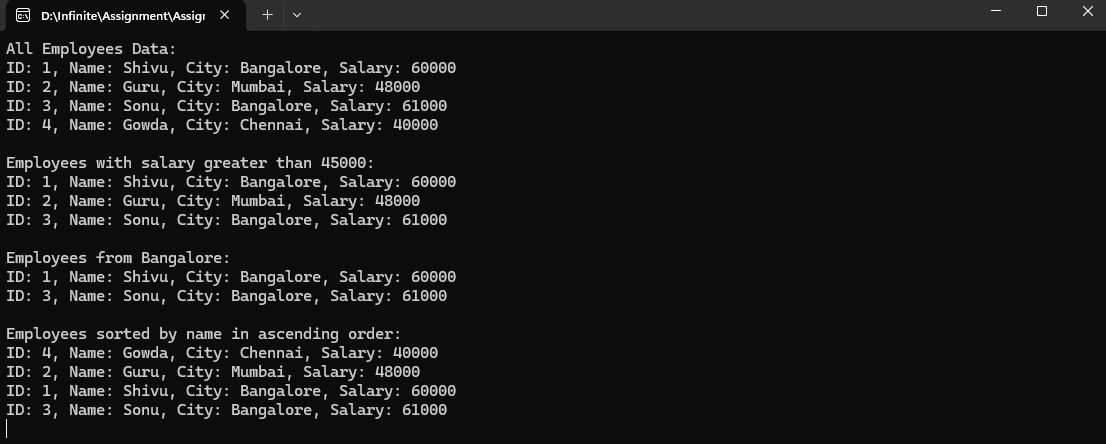 D:\Infinite\Assignment\Assigr
All Employees Data:
ID: 1, Name: Shivu, City: Bangalore, Salary: 60000
ID: 2, Name: Guru, City: Mumbai, Salary: 48000
ID: 3, Name: Sonu, City: Bangalore, Salary: 61000
ID: 4, Name: Gowda, City: Chennai, Salary: 40000
Employees with salary greater than 45000:
ID: 1, Name: Shivu, City: Bangalore, Salary: 60000
ID: 2, Name: Guru, City: Mumbai, Salary: 48000
ID: 3, Name: Sonu, City: Bangalore, Salary: 61000
Employees from Bangalore:
ID: 1, Name: Shivu, City: Bangalore, Salary: 60000
ID: 3, Name: Sonu, City: Bangalore, Salary: 61000
Employees sorted by name in ascending order:
ID: 4, Name: Gowda, City: Chennai, Salary: 40000
ID: 2, Name: Guru, City: Mumbai, Salary: 48000
ID: 1, Name: Shivu, City: Bangalore, Salary: 60000
ID: 3, Name: Sonu, City: Bangalore, Salary: 61000